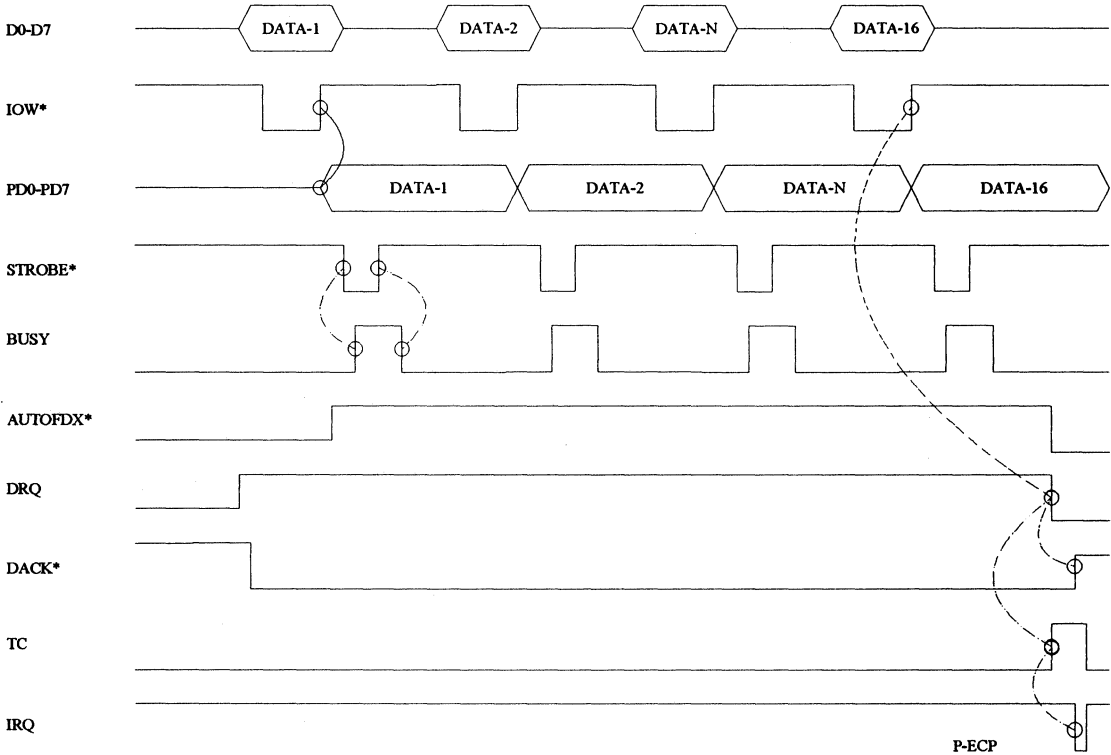 D0-D7 DATA-1 DATA-2 DATA-N DATA-16
IOW*
PD0-PD7 DATA-1 DATA-2 DATA-N DATA-16
STROBE*
BUSY
AUTOFDX*
DRQ
DACK*
TC
IRQ
P-ECP